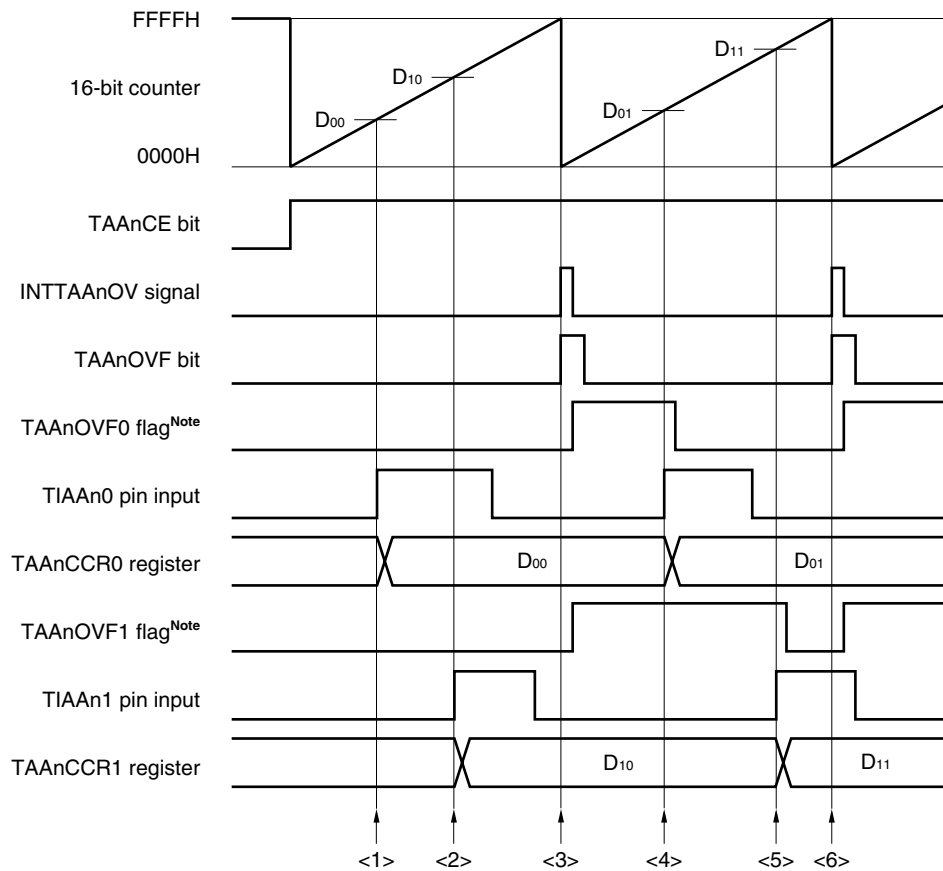 FFFFH
16-bit counter
0000H
D00
D10
D01
D11
TAAnCE bit
INTTAAnOV signal
TAAnOVF bit
TAAnOVF0 flagNote
TIAAn0 pin input
TAAnCCR0 register
D00
D01
TAAnOVF1 flagNote
TIAAn1 pin input
TAAnCCR1 register
D10
D11
<1> <2> <3> <4> <5> <6>